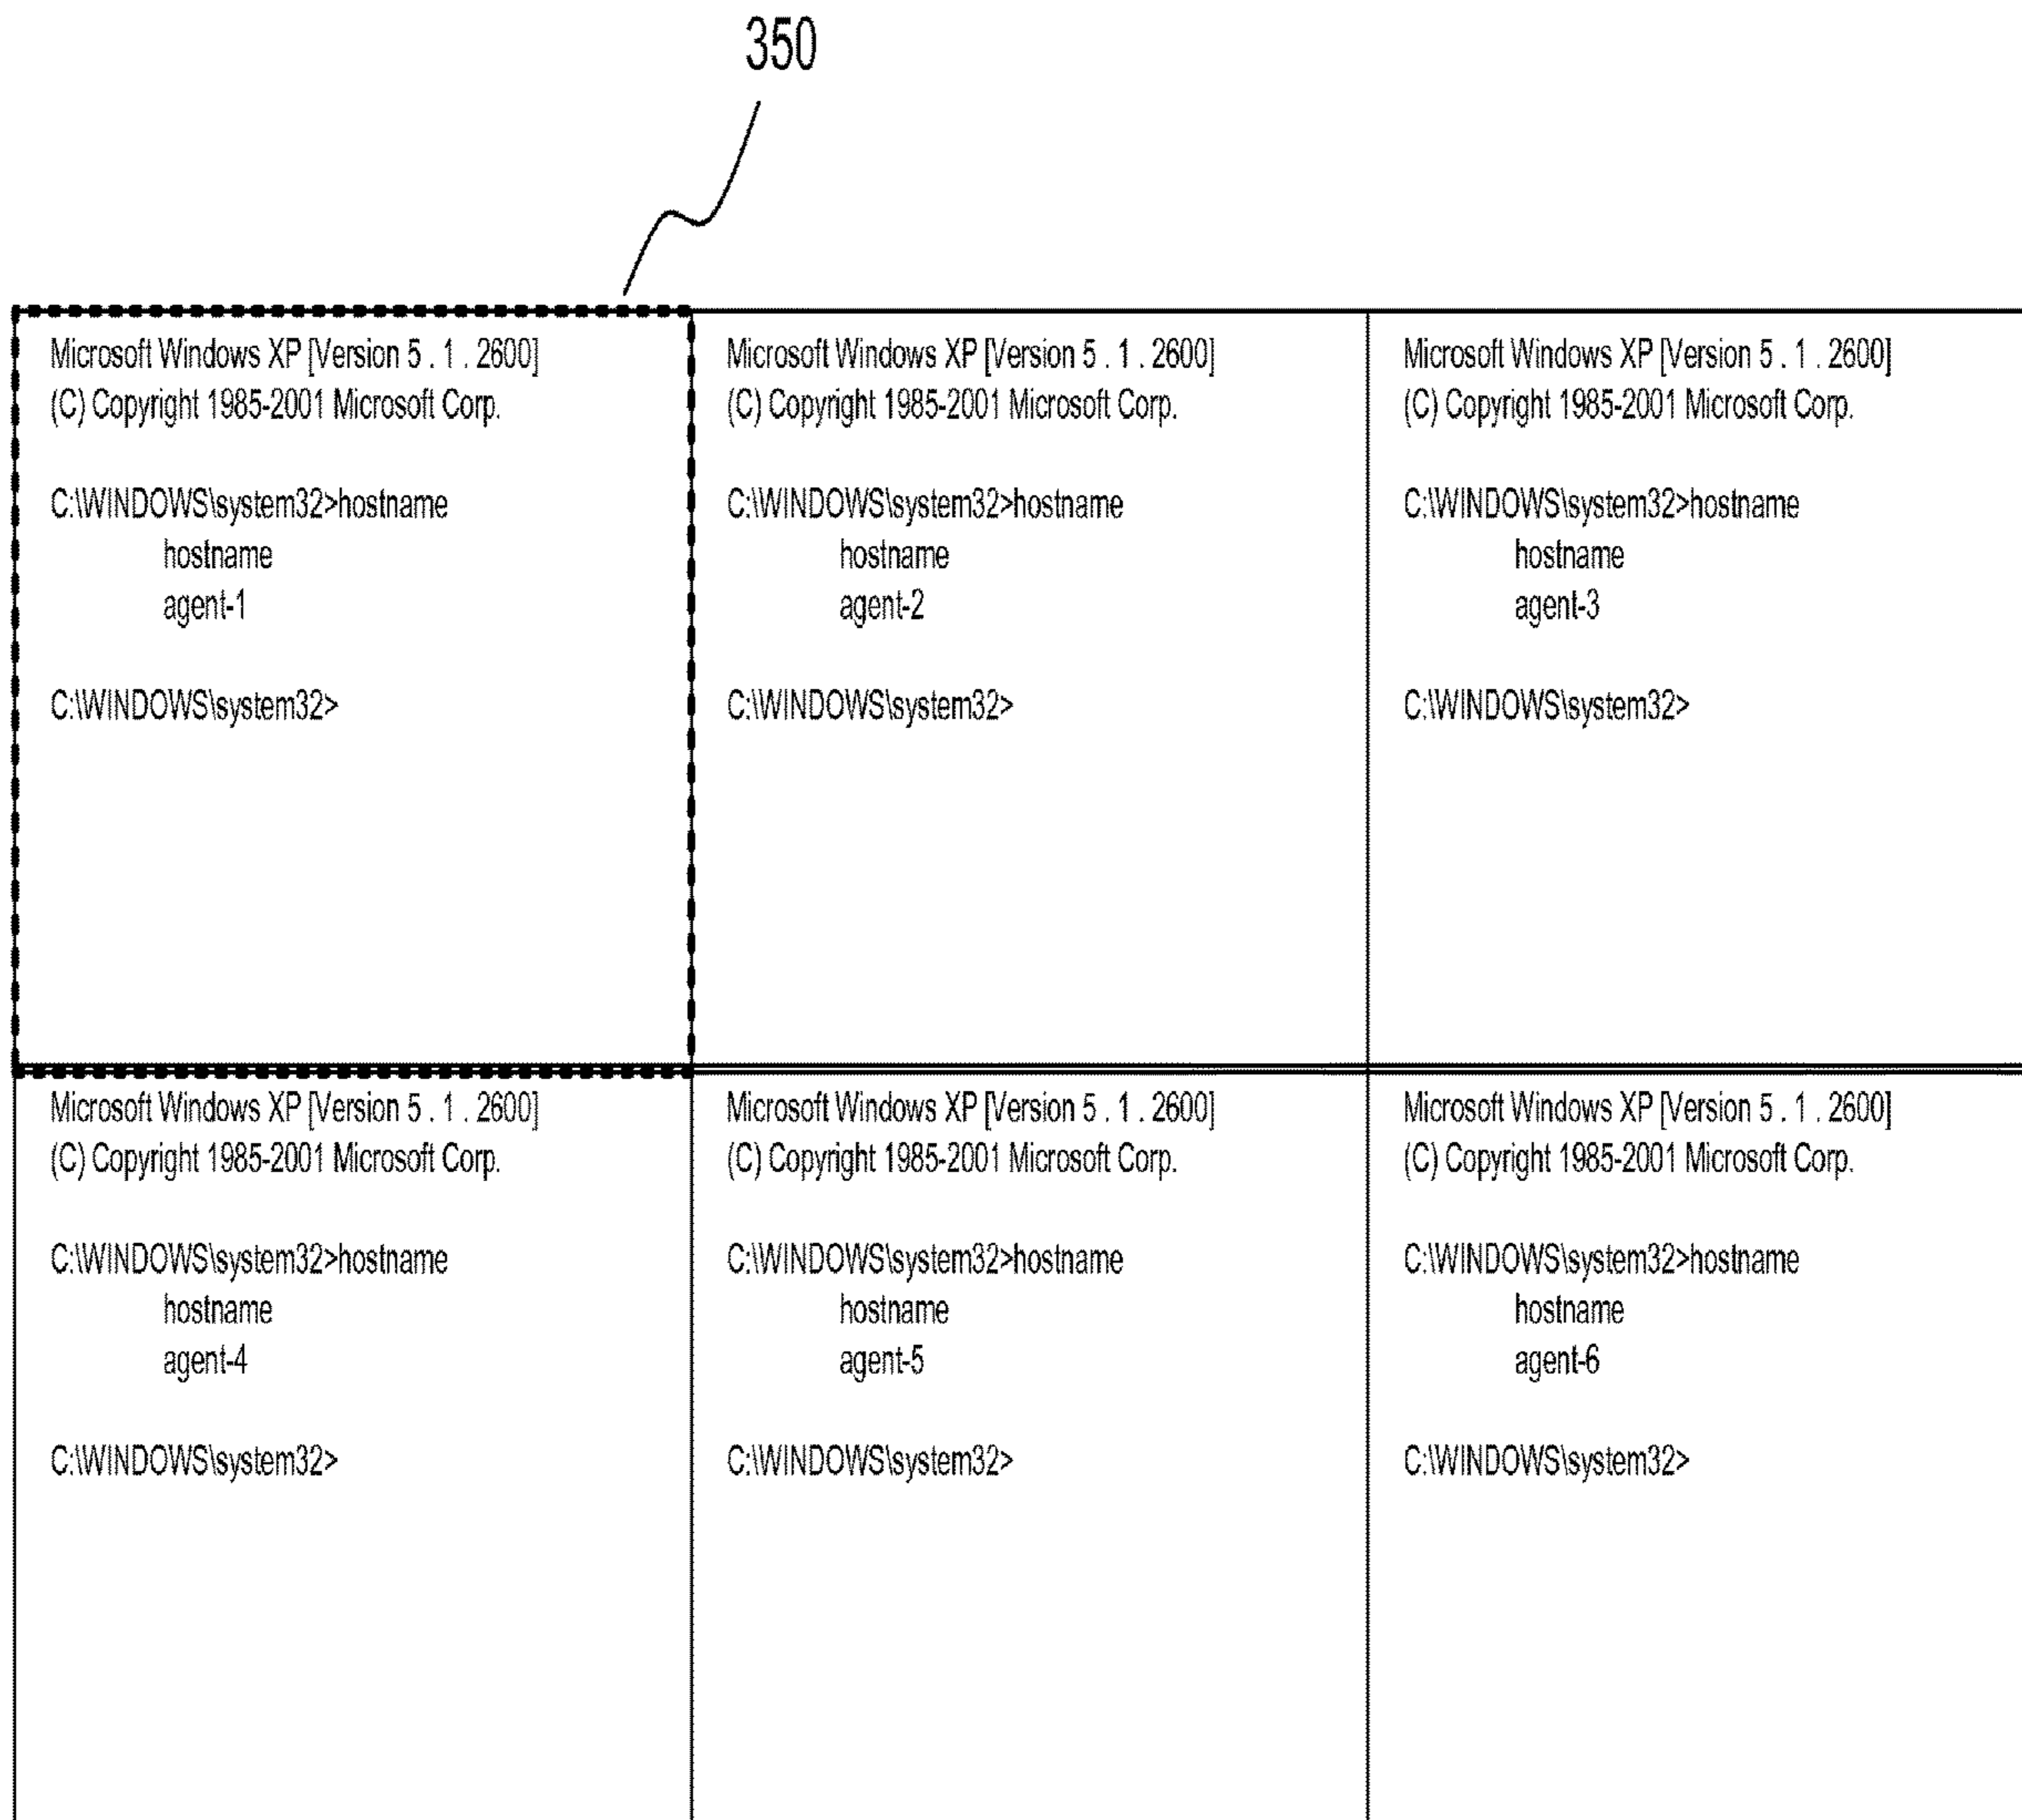 350
Microsoft Windows XP [Version 5 . 1 . 2600]
(C) Copyright 1985-2001 Microsoft Corp.
C:\WINDOWS\system32>hostname
hostname
agent-1
C:\WINDOWS\system32>
Microsoft Windows XP [Version 5 . 1 . 2600]
(C) Copyright 1985-2001 Microsoft Corp.
C:\WINDOWS\system32>hostname
hostname
agent-2
C:\WINDOWS\system32>
Microsoft Windows XP [Version 5 . 1 . 2600]
(C) Copyright 1985-2001 Microsoft Corp.
C:\WINDOWS\system32>hostname
hostname
agent-3
C:\WINDOWS\system32>
Microsoft Windows XP [Version 5 . 1 . 2600]
(C) Copyright 1985-2001 Microsoft Corp.
C:\WINDOWS\system32>hostname
hostname
agent-4
C:\WINDOWS\system32>
Microsoft Windows XP [Version 5 . 1 . 2600]
(C) Copyright 1985-2001 Microsoft Corp.
C:\WINDOWS\system32>hostname
hostname
agent-5
C:\WINDOWS\system32>
Microsoft Windows XP [Version 5 . 1 . 2600]
(C) Copyright 1985-2001 Microsoft Corp.
C:\WINDOWS\system32>hostname
hostname
agent-6
C:\WINDOWS\system32>